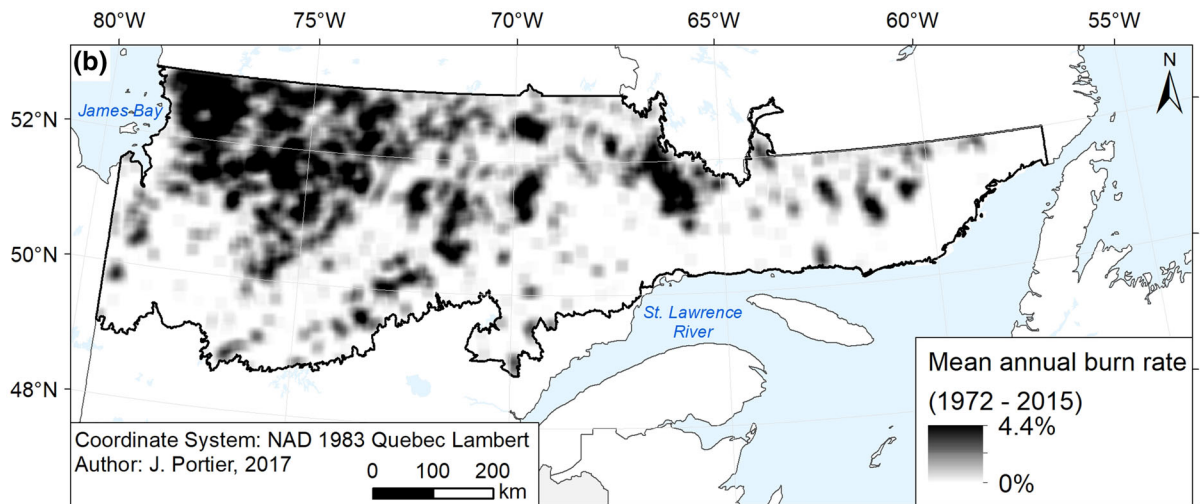 80°W 75°W 70°W 65°W 60°W 55°W
(b)
N
James-Bay
52°N
50°N
St. Lawrence
River
48°N
Mean annual burn rate
(1972 - 2015)
4.4%
0%
Coordinate System: NAD 1983 Quebec Lambert
Author: J. Portier, 2017
0 100 200
km